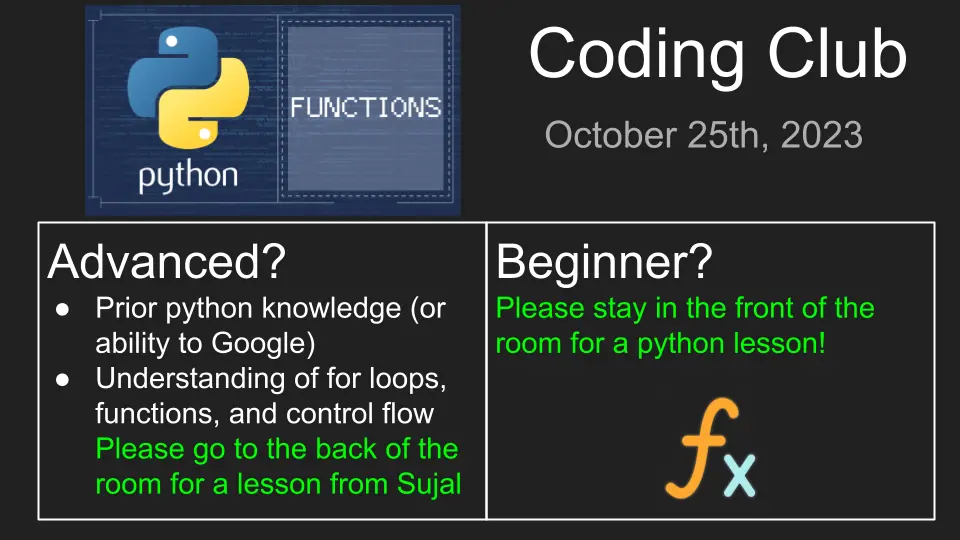 python
FUNCTIONS
Coding Club
October 25th, 2023
Advanced?
● Prior python knowledge (or
ability to Google)
● Understanding of for loops,
functions, and control flow
Please go to the back of the
room for a lesson from Sujal
Beginner?
Please stay in the front of the
room for a python lesson!
fx